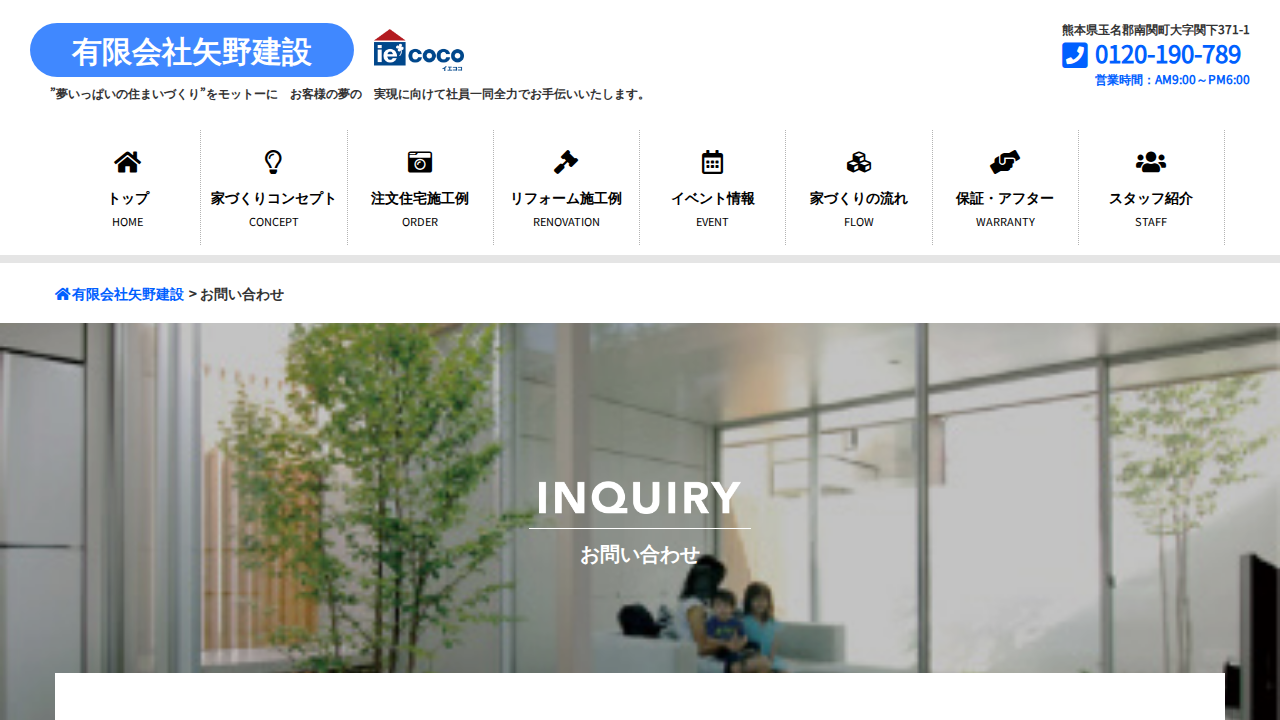 有限会社矢野建設
ie coco
イエココ
”夢いっぱいの住まいづくり”をモットーに　お客様の夢の　実現に向けて社員一同全力でお手伝いいたします。
熊本県玉名郡南関町大字関下371-1
0120-190-789
営業時間：AM9:00～PM6:00
トップ
HOME
家づくりコンセプト
CONCEPT
注文住宅施工例
ORDER
リフォーム施工例
RENOVATION
イベント情報
EVENT
家づくりの流れ
FLOW
保証・アフター
WARRANTY
スタッフ紹介
STAFF
有限会社矢野建設 > お問い合わせ
INQUIRY
お問い合わせ